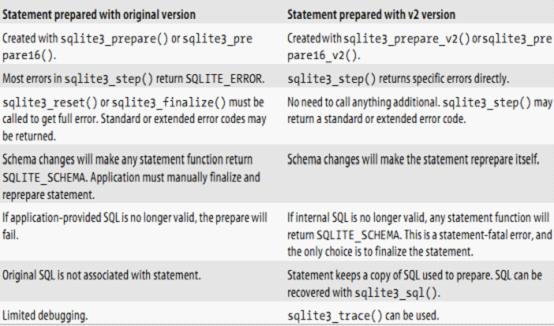 Statement prepared with original version
Statement prepared with v2 version
Created with sqlite3_prepare() or sqlite3_pre
pare16().
Created with sqlite3_prepare_v2() or sqlite3_pre
pare16_v2().
Most errors in sqlite3_step() return SQLITE_ERROR.
sqlite3_step() returns specific errors directly.
sqlite3_reset() or sqlite3_finalize() must be
called to get full error. Standard or extended error codes may
be returned.
No need to call anything additional. sqlite3_step() may
return a standard or extended error code.
Schema changes will make any statement function return
SQLITE_SCHEMA. Application must manually finalize and
reprepare statement.
Schema changes will make the statement reprepare itself.
If application-provided SQL is no longer valid, the prepare will
fail.
If internal SQL is no longer valid, any statement function will
return SQLITE_SCHEMA. This is a statement-fatal error, and
the only choice is to finalize the statement.
Original SQL is not associated with statement.
Statement keeps a copy of SQL used to prepare. SQL can be
recovered with sqlite3_sql().
Limited debugging.
sqlite3_trace() can be used.